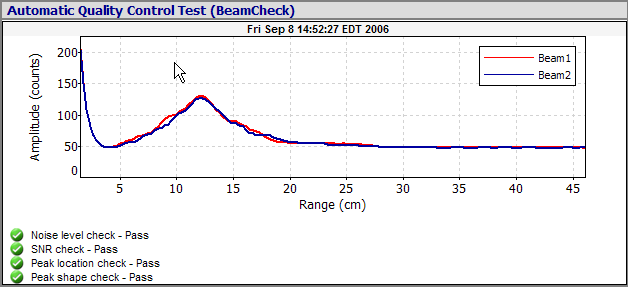 Automatic Quality Control Test (BeamCheck)
Fri Sep 8 14:52:27 EDT 2006
Amplitude (counts)
200
150
100
50
0
Beam1
Beam2
5 10 15 20 25 30 35 40 45
Range (cm)
Noise level check - Pass
SNR check - Pass
Peak location check - Pass
Peak shape check - Pass